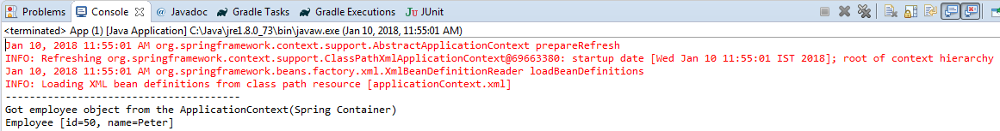 Problems Console Javadoc Gradle Tasks Gradle Executions JUnit
<terminated> App (1) [Java Application] C:\Java\jre1.8.0_73\bin\javaw.exe (Jan 10, 2018, 11:55:01 AM)
Jan 10, 2018 11:55:01 AM org.springframework.context.support.AbstractApplicationContext prepareRefresh
INFO: Refreshing org.springframework.context.support.ClassPathXmlApplicationContext@69663380: startup date [Wed Jan 10 11:55:01 IST 2018]; root of context hierarchy
Jan 10, 2018 11:55:01 AM org.springframework.beans.factory.xml.XmlBeanDefinitionReader loadBeanDefinitions
INFO: Loading XML bean definitions from class path resource [applicationContext.xml]
--------------------------------------
Got employee object from the ApplicationContext(Spring Container)
Employee [id=50, name=Peter]